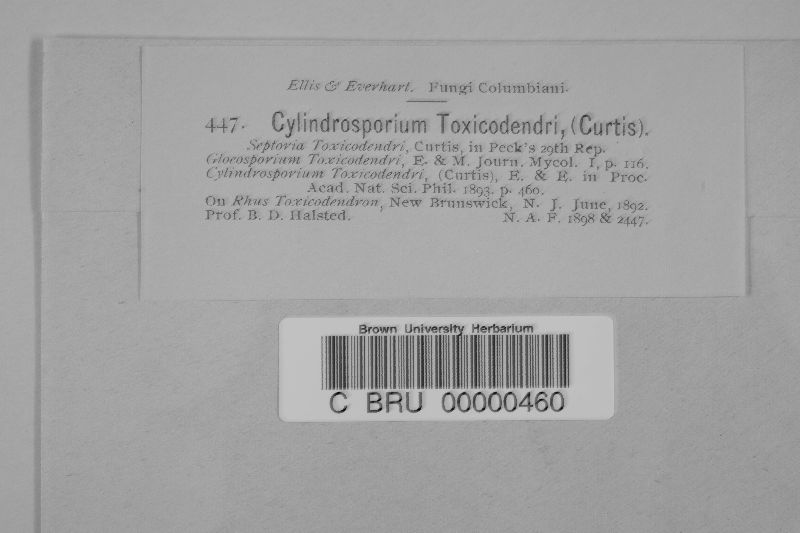 Ellis & Everhart. Fungi Columbiani.
447. Cylindrosporium Toxicodendri, (Curtis).
Septoria Toxicodendri, Curtis, in Peck's 29th Rep.
Gloeosporium Toxicodendri, E. & M. Journ. Mycol. I, p. 116.
Cylindrosporium Toxicodendri, (Curtis), E. & E. in Proc.
Acad. Nat. Sci. Phil. 1893. p. 460.
On Rhus Toxicodendron, New Brunswick, N. J. June, 1892.
Prof. B. D. Halsted. N. A. F. 1898 & 2447.
Brown University Herbarium
C BRU 00000460